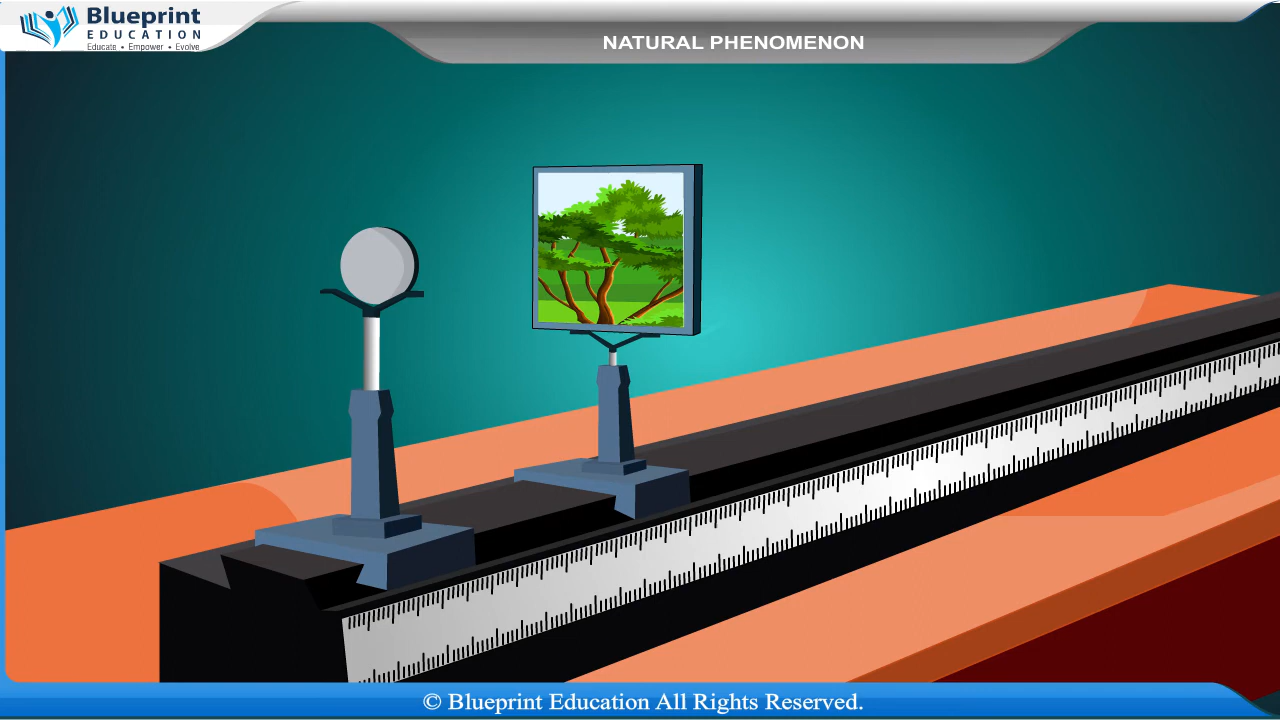 Blueprint
EDUCATION
Educate • Empower • Evolve
NATURAL PHENOMENON
© Blueprint Education All Rights Reserved.